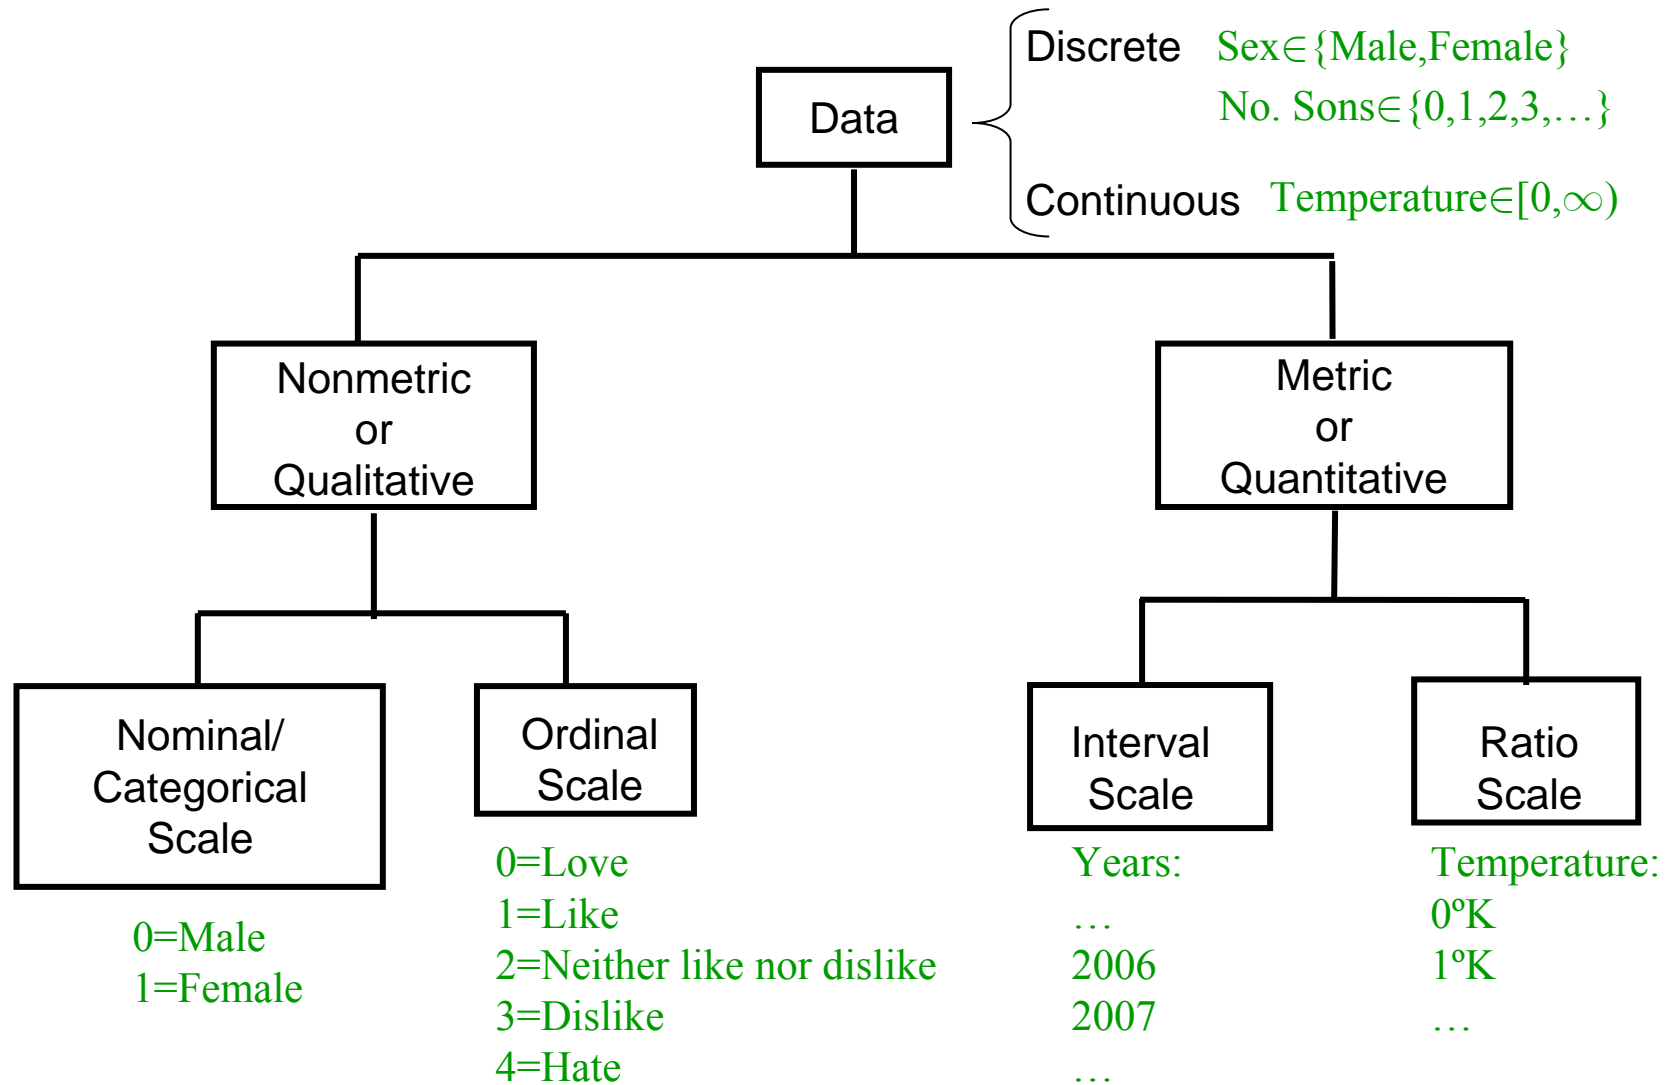 Data
Discrete Sex∈{Male,Female}
No. Sons∈{0,1,2,3,…}
Continuous Temperature∈[0,∞)
Nonmetric
or
Qualitative
Metric
or
Quantitative
Nominal/
Categorical
Scale
0=Male
1=Female
Ordinal
Scale
0=Love
1=Like
2=Neither like nor dislike
3=Dislike
4=Hate
Interval
Scale
Years:
…
2006
2007
…
Ratio
Scale
Temperature:
0ºK
1ºK
…